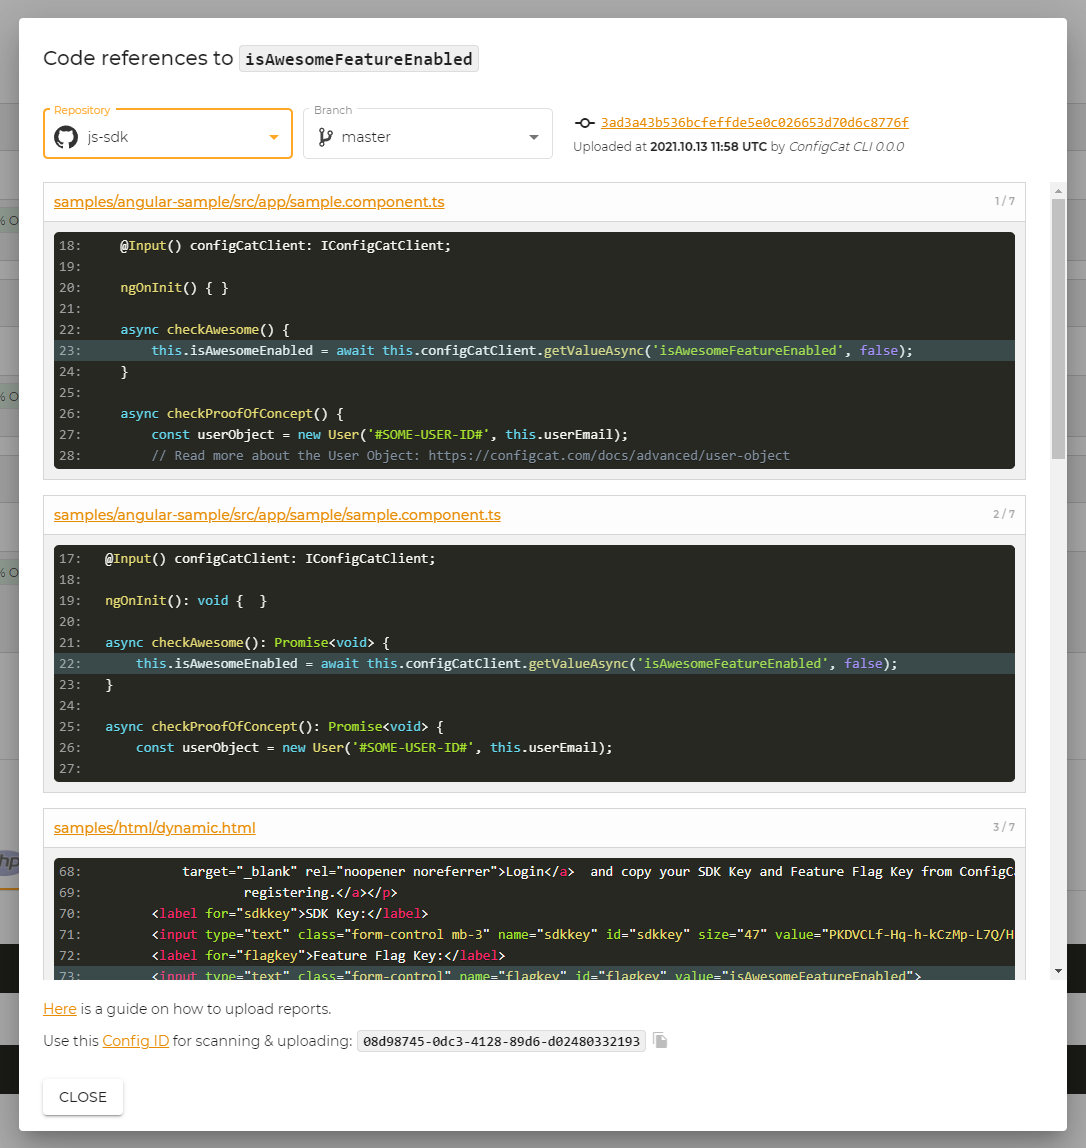 Code references to isAwesomeFeatureEnabled
Repository
js-sdk
Branch
master
3ad3a43b536bcfeffde5e0c026653d70d6c8776f
Uploaded at 2021.10.13 11:58 UTC by ConfigCat CLI 0.0.0
samples/angular-sample/src/app/sample.component.ts 1 / 7
18:     @Input() configCatClient: IConfigCatClient;
19:
20:     ngOnInit() { }
21:
22:     async checkAwesome() {
23:         this.isAwesomeEnabled = await this.configCatClient.getValueAsync('isAwesomeFeatureEnabled', false);
24:     }
25:
26:     async checkProofOfConcept() {
27:         const userObject = new User('#SOME-USER-ID#', this.userEmail);
28:         // Read more about the User Object: https://configcat.com/docs/advanced/user-object
samples/angular-sample/src/app/sample/sample.component.ts 2 / 7
17:   @Input() configCatClient: IConfigCatClient;
18:
19:   ngOnInit(): void {  }
20:
21:   async checkAwesome(): Promise<void> {
22:       this.isAwesomeEnabled = await this.configCatClient.getValueAsync('isAwesomeFeatureEnabled', false);
23:   }
24:
25:   async checkProofOfConcept(): Promise<void> {
26:       const userObject = new User('#SOME-USER-ID#', this.userEmail);
27:
samples/html/dynamic.html 3 / 7
68:             target="_blank" rel="noopener noreferrer">Login</a>  and copy your SDK Key and Feature Flag Key from ConfigC
69:                     registering.</a></p>
70:         <label for="sdkkey">SDK Key:</label>
71:         <input type="text" class="form-control mb-3" name="sdkkey" id="sdkkey" size="47" value="PKDVCLf-Hq-h-kCzMp-L7Q/H
72:         <label for="flagkey">Feature Flag Key:</label>
73:         <input type="text" class="form-control" name="flagkey" id="flagkey" value="isAwesomeFeatureEnabled">
Here is a guide on how to upload reports.
Use this Config ID for scanning & uploading: 08d98745-0dc3-4128-89d6-d02480332193
CLOSE